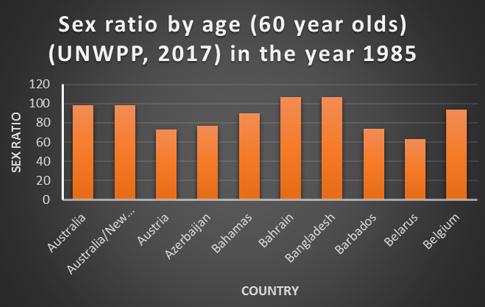 Sex ratio by age (60 year olds)
(UNWPP, 2017) in the year 1985
120
100
80
60
40
20
0
SEX RATIO
Australia
Australia/New...
Austria
Azerbaijan
Bahamas
Bahrain
Bangladesh
Barbados
Belarus
Belgium
COUNTRY